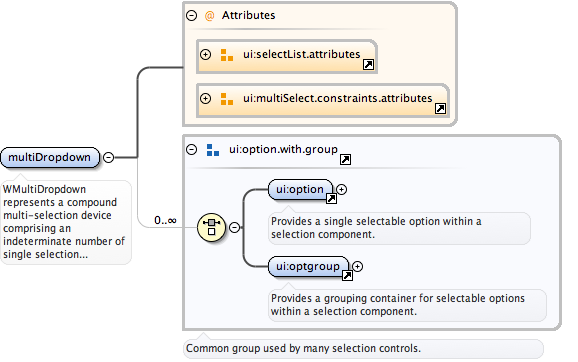 @ Attributes
ui:selectList.attributes
ui:multiSelect.constraints.attributes
multiDropdown
WMultiDropdown
represents a compound
multi-selection device
comprising an
indeterminate number of
single selection...
0..∞
ui:option.with.group
ui:option
Provides a single selectable option within a
selection component.
ui:optgroup
Provides a grouping container for selectable options
within a selection component.
Common group used by many selection controls.